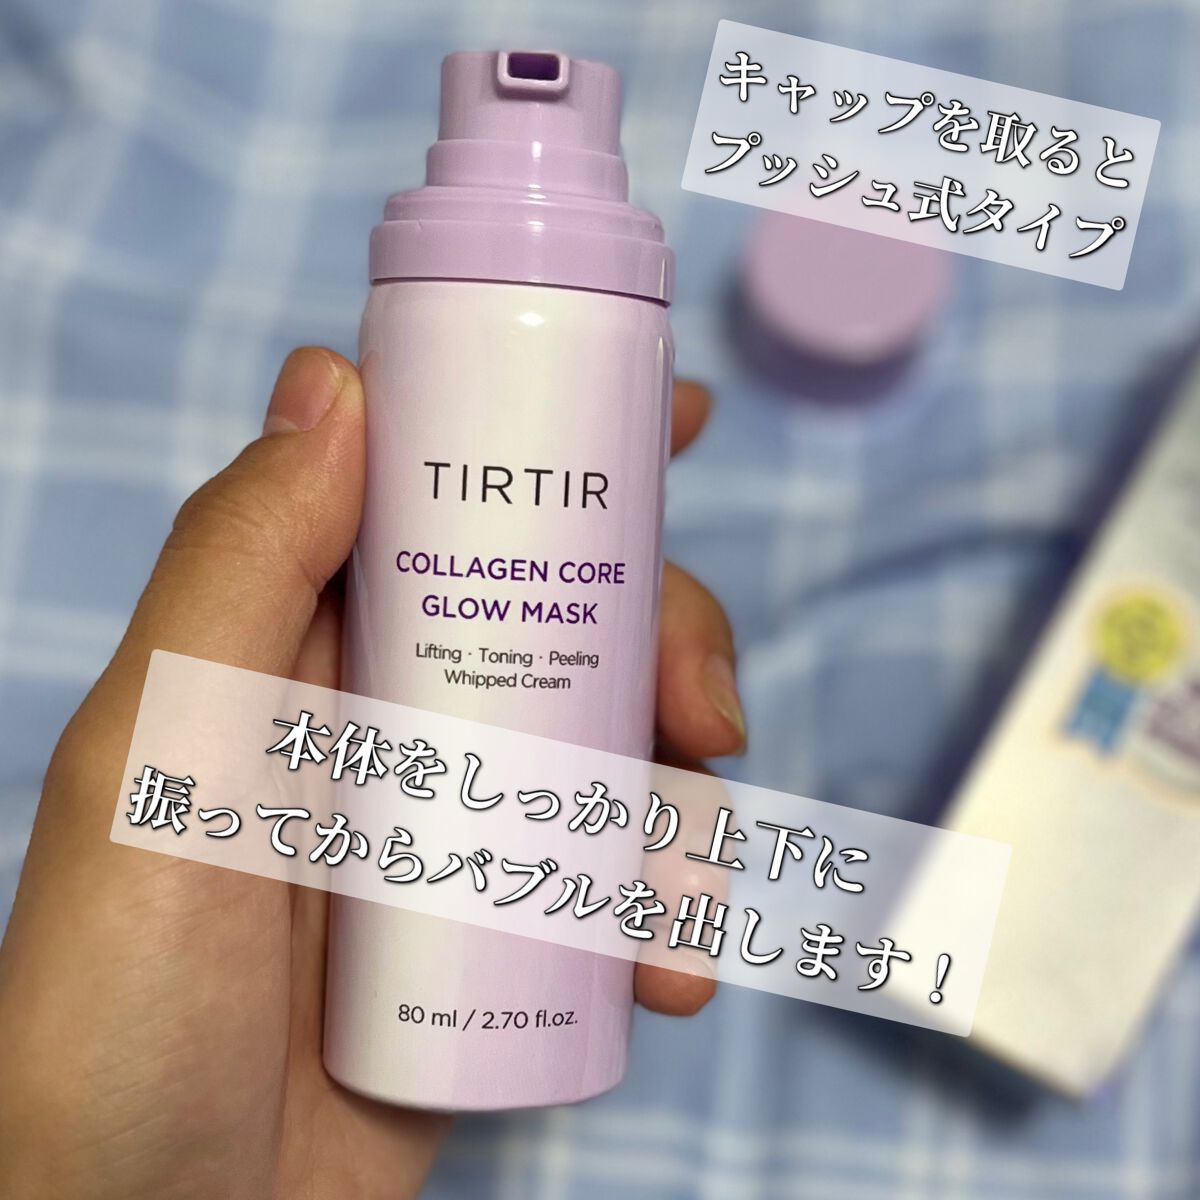 キャップを取ると
プッシュ式タイプ
TIRTIR
COLLAGEN CORE
GLOW MASK
Lifting · Toning · Peeling
Whipped Cream
本体をしっかり上下に
振ってからバブルを出します！
80 ml / 2.70 fl.oz.